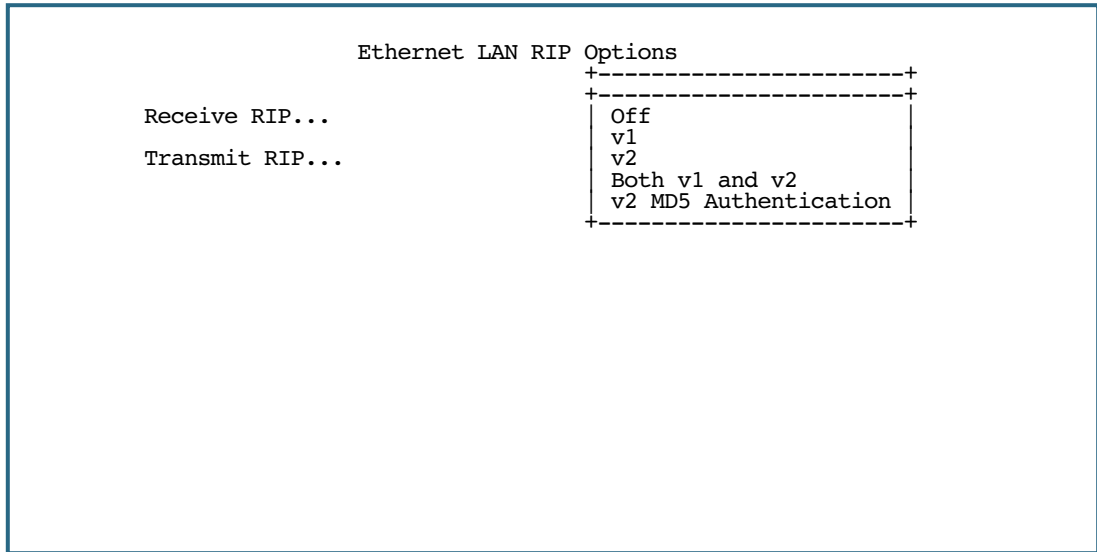 Ethernet LAN RIP Options
+-----------------------+
+-----------------------+
Receive RIP... | Off |
| v1 |
Transmit RIP... | v2 |
| Both v1 and v2 |
| v2 MD5 Authentication |
+-----------------------+